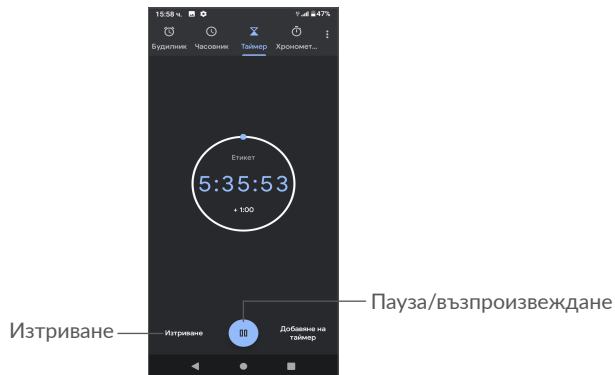 15:58 ч. 47%
Будилник Часовник Таймер Хрономет...
Етикет
5:35:53
+ 1:00
Пауза/възпроизвеждане
Изтриване
Изтриване
Добавяне на
таймер